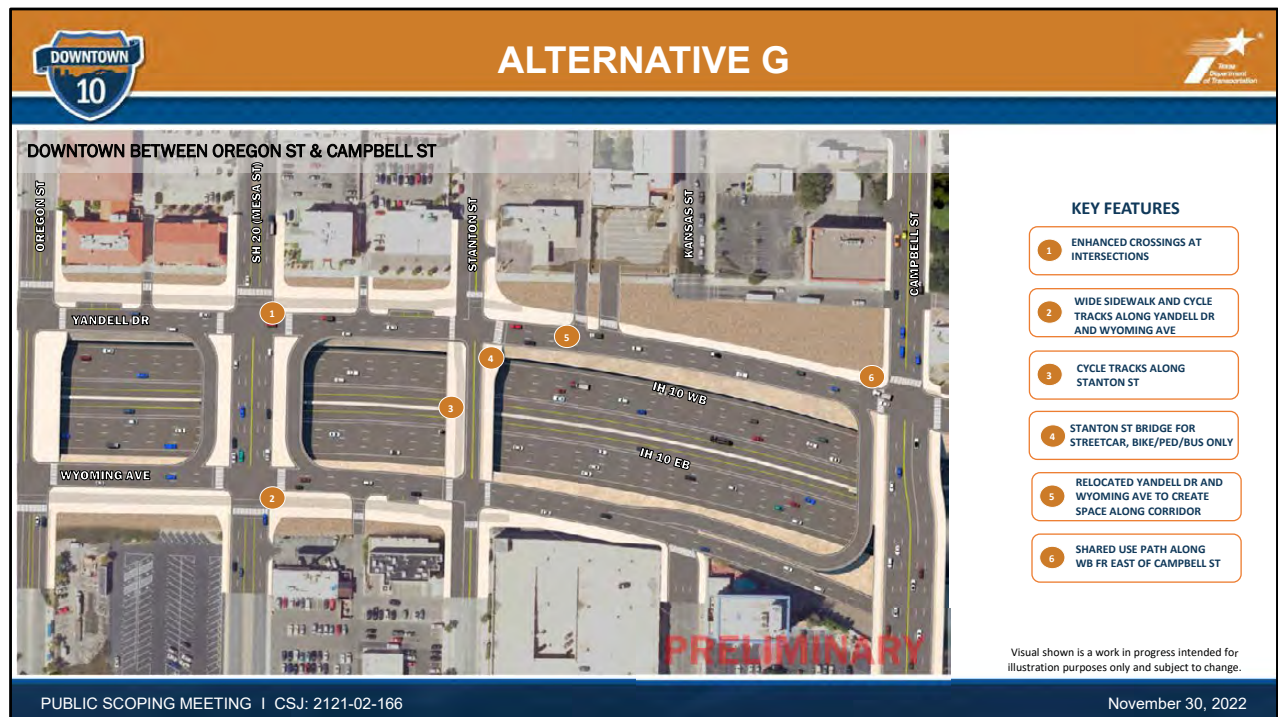 DOWNTOWN
10
ALTERNATIVE G
Texas
Department
of Transportation
DOWNTOWN BETWEEN OREGON ST & CAMPBELL ST
OREGON ST
SH 20 (MESA ST)
STANTON ST
KANSAS ST
CAMPBELL ST
YANDELL DR
WYOMING AVE
IH 10 WB
IH 10 EB
1
2
3
4
5
6
PRELIMINARY
KEY FEATURES
1 ENHANCED CROSSINGS AT
INTERSECTIONS
2 WIDE SIDEWALK AND CYCLE
TRACKS ALONG YANDELL DR
AND WYOMING AVE
3 CYCLE TRACKS ALONG
STANTON ST
4 STANTON ST BRIDGE FOR
STREETCAR, BIKE/PED/BUS ONLY
5 RELOCATED YANDELL DR AND
WYOMING AVE TO CREATE
SPACE ALONG CORRIDOR
6 SHARED USE PATH ALONG
WB FR EAST OF CAMPBELL ST
Visual shown is a work in progress intended for
illustration purposes only and subject to change.
PUBLIC SCOPING MEETING I CSJ: 2121-02-166
November 30, 2022